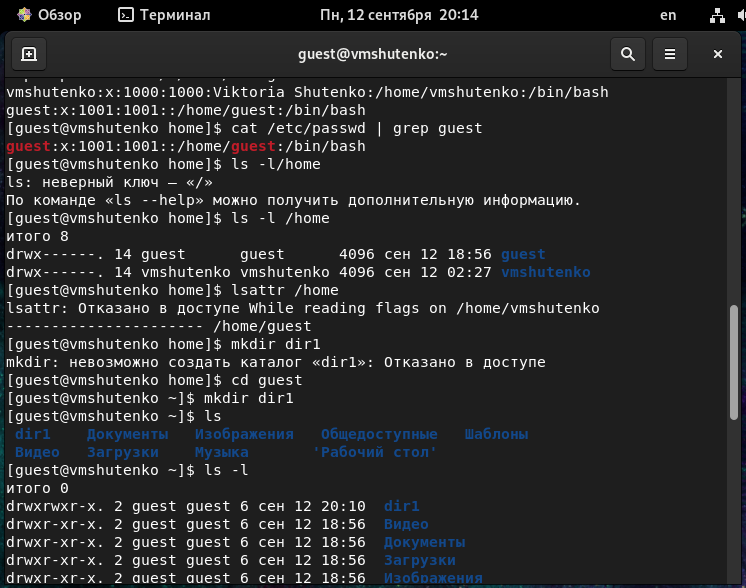 Обзор Терминал Пн, 12 сентября 20:14 en
guest@vmshutenko:~
vmshutenko:x:1000:1000:Viktoria Shutenko:/home/vmshutenko:/bin/bash
guest:x:1001:1001::/home/guest:/bin/bash
[guest@vmshutenko home]$ cat /etc/passwd | grep guest
guest:x:1001:1001::/home/guest:/bin/bash
[guest@vmshutenko home]$ ls -l/home
ls: неверный ключ — «/»
По команде «ls --help» можно получить дополнительную информацию.
[guest@vmshutenko home]$ ls -l /home
итого 8
drwx------. 14 guest      guest      4096 сен 12 18:56 guest
drwx------. 14 vmshutenko vmshutenko 4096 сен 12 02:27 vmshutenko
[guest@vmshutenko home]$ lsattr /home
lsattr: Отказано в доступе While reading flags on /home/vmshutenko
---------------------- /home/guest
[guest@vmshutenko home]$ mkdir dir1
mkdir: невозможно создать каталог «dir1»: Отказано в доступе
[guest@vmshutenko home]$ cd guest
[guest@vmshutenko ~]$ mkdir dir1
[guest@vmshutenko ~]$ ls
dir1    Документы   Изображения   Общедоступные   Шаблоны
Видео   Загрузки    Музыка       'Рабочий стол'
[guest@vmshutenko ~]$ ls -l
итого 0
drwxrwxr-x. 2 guest guest 6 сен 12 20:10  dir1
drwxr-xr-x. 2 guest guest 6 сен 12 18:56  Видео
drwxr-xr-x. 2 guest guest 6 сен 12 18:56  Документы
drwxr-xr-x. 2 guest guest 6 сен 12 18:56  Загрузки
drwxr-xr-x. 2 guest guest 6 сен 12 18:56  Изображения